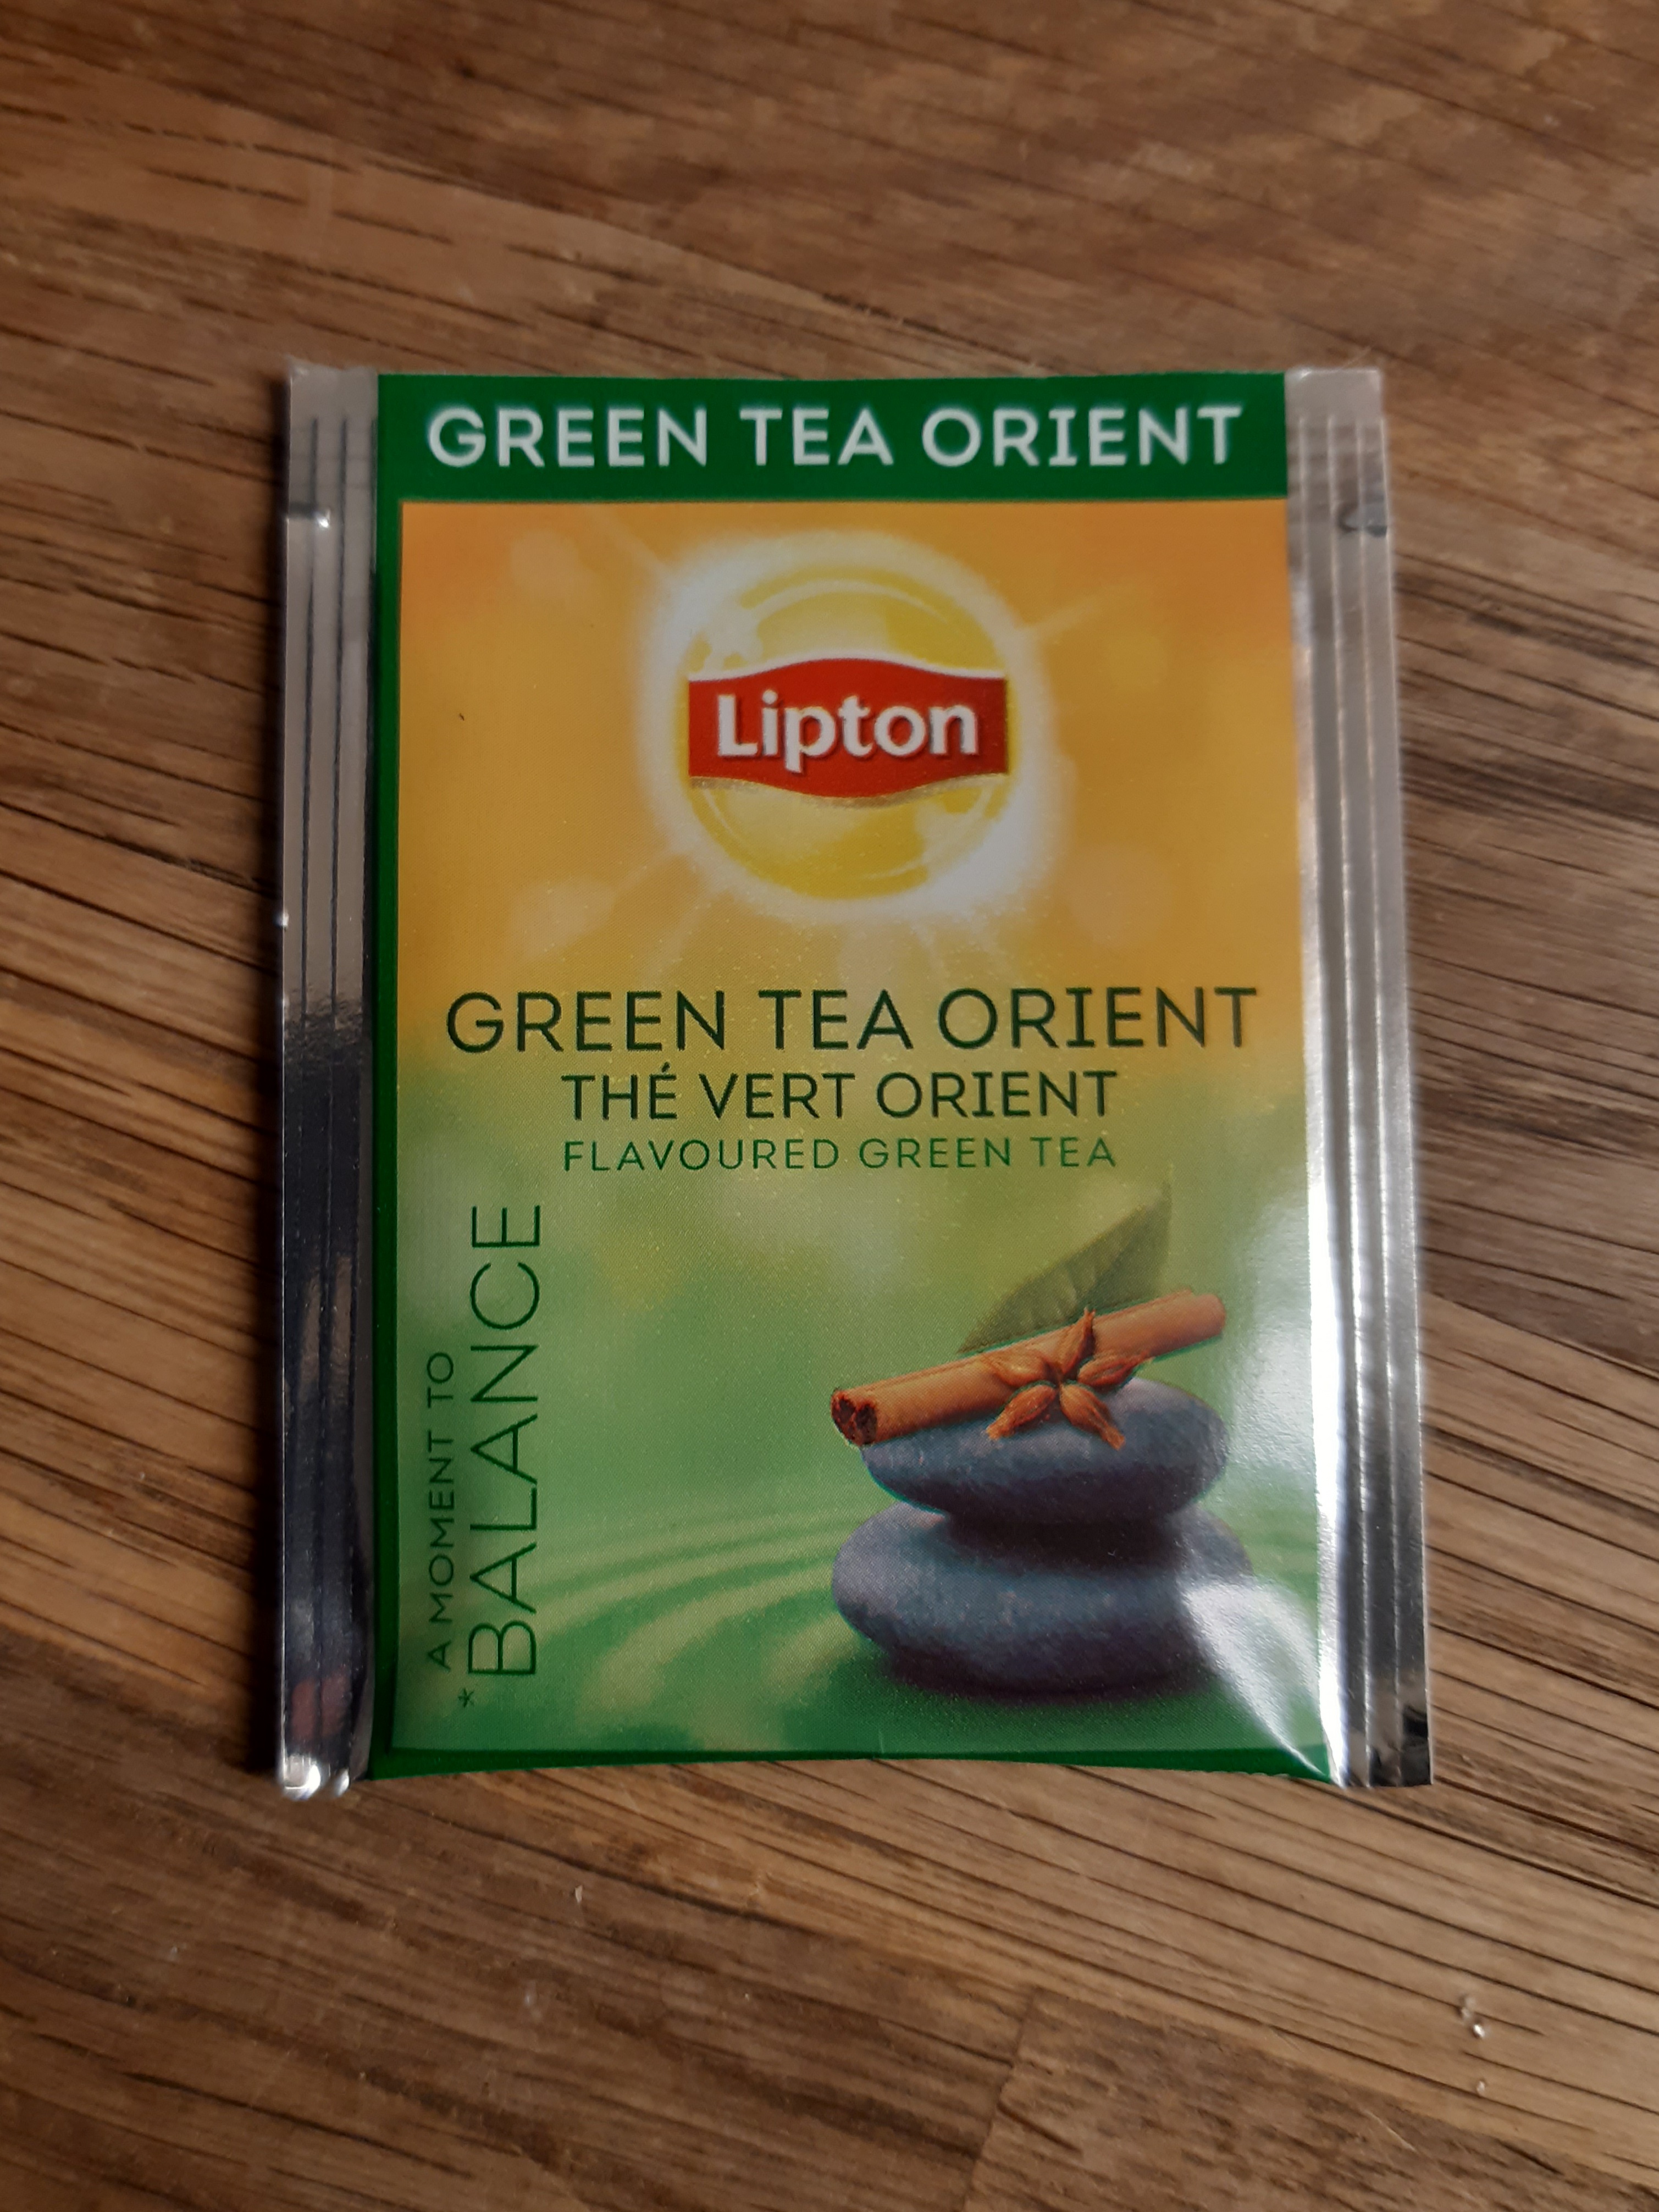 GREEN TEA ORIENT
Lipton
GREEN TEA ORIENT
THÉ VERT ORIENT
FLAVOURED GREEN TEA
A MOMENT TO
* BALANCE